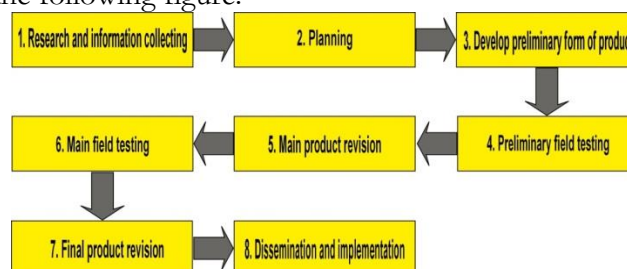 the following figure.
1. Research and information collecting
2. Planning
3. Develop preliminary form of produc
4. Preliminary field testing
5. Main product revision
6. Main field testing
7. Final product revision
8. Dissemination and implementation